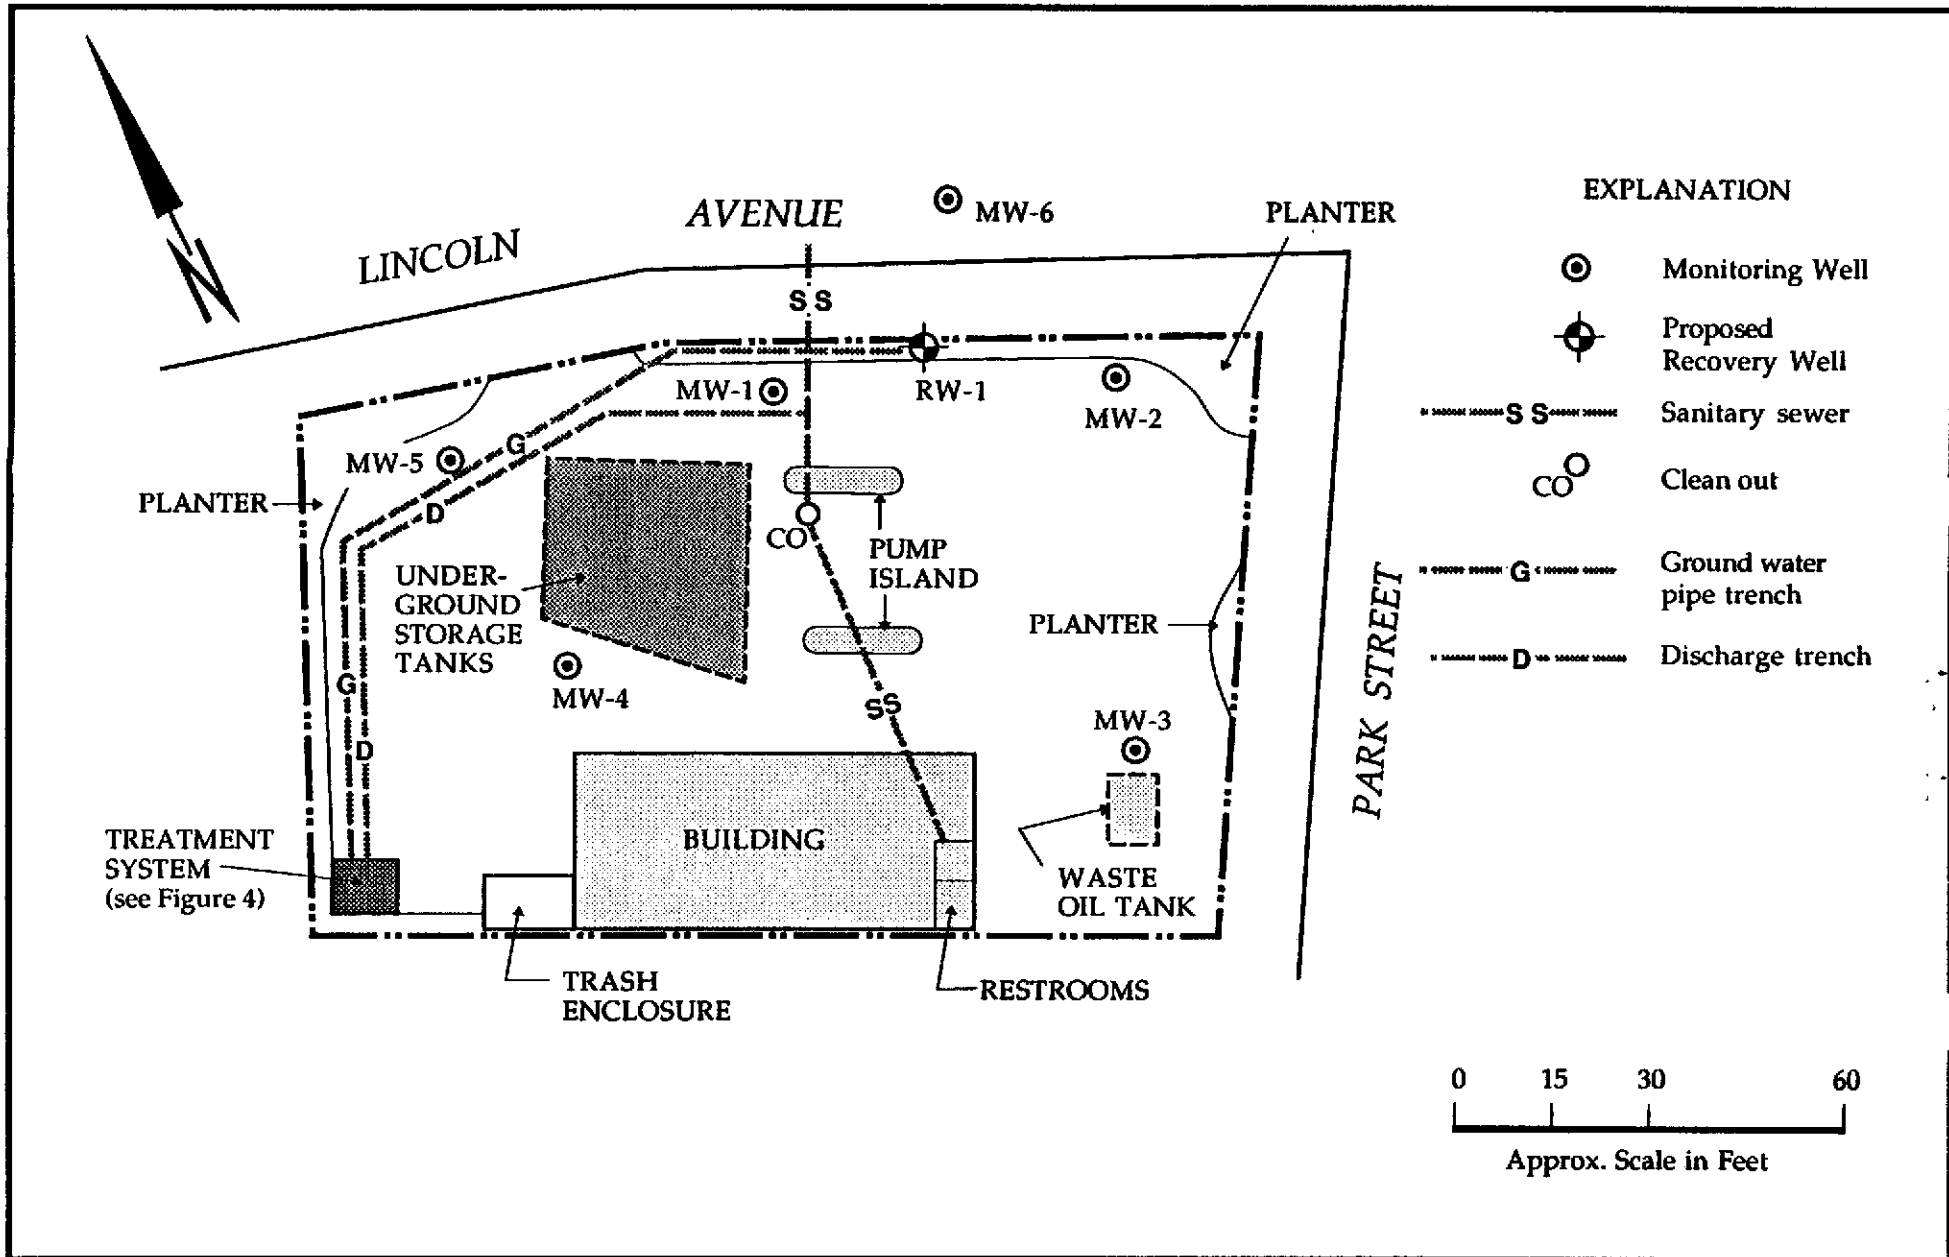 N
LINCOLN
AVENUE
MW-6
PLANTER
S S
MW-1
RW-1
MW-2
MW-5
G
D
PLANTER
CO
PUMP
ISLAND
UNDER-
GROUND
STORAGE
TANKS
PLANTER
MW-4
G
D
SS
MW-3
PARK STREET
TREATMENT
SYSTEM
(see Figure 4)
BUILDING
WASTE
OIL TANK
TRASH
ENCLOSURE
RESTROOMS
EXPLANATION
Monitoring Well
Proposed
Recovery Well
S S
Sanitary sewer
CO
Clean out
G
Ground water
pipe trench
D
Discharge trench
0 15 30 60
Approx. Scale in Feet